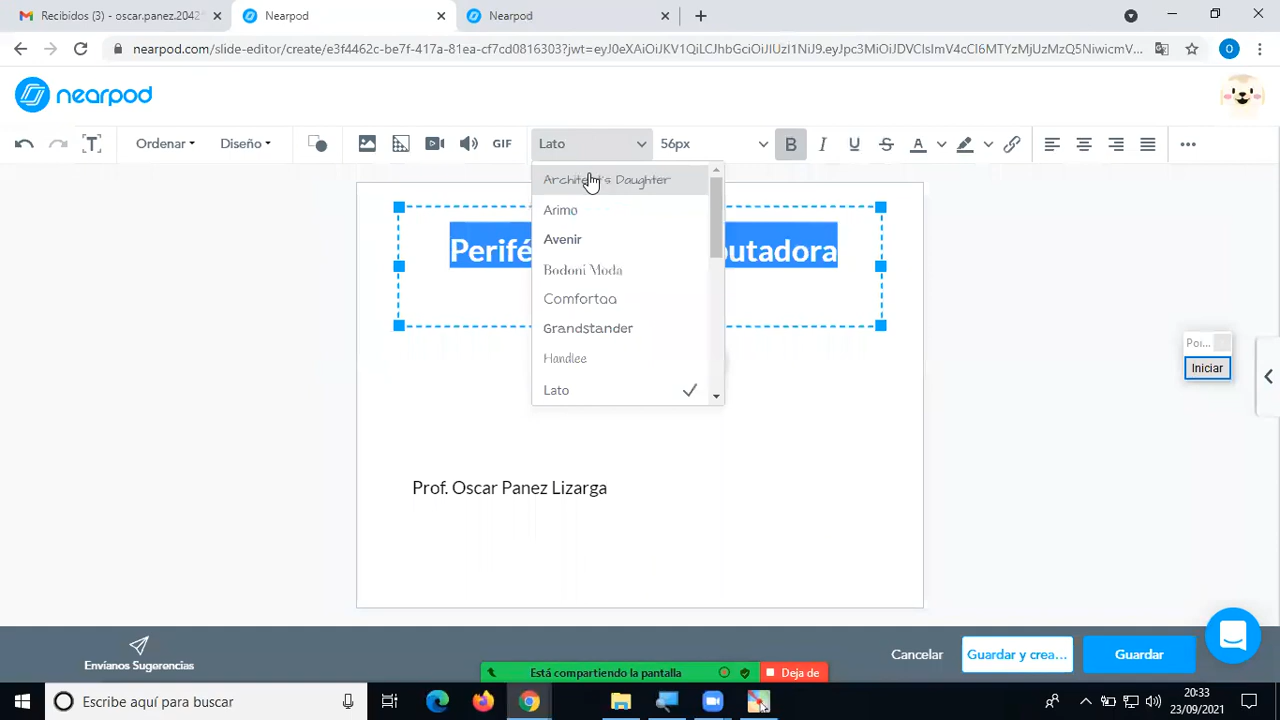 Recibidos (3) - oscar.panez.2042
Nearpod
Nearpod
nearpod.com/slide-editor/create/e3f4462c-be7f-417a-81ea-cf7cd0816303?jwt=eyJ0eXAiOiJKV1QiLCJhbGciOiJIUzI1NiJ9.eyJpc3MiOiJDVCIsImV4cCI6MTYzMjUzMzQ5NiwicmV...
O
nearpod
Ordenar
Diseño
GIF
Lato
56px
B
I
U
S
A
Architect's Daughter
Arimo
Avenir
Bodoni Moda
Comfortaa
Grandstander
Handlee
Lato
Perifé
utadora
Prof. Oscar Panez Lizarga
Iniciar
Envíanos Sugerencias
Cancelar
Guardar y crea...
Guardar
Está compartiendo la pantalla
Deja de
Escribe aquí para buscar
20:33
23/09/2021